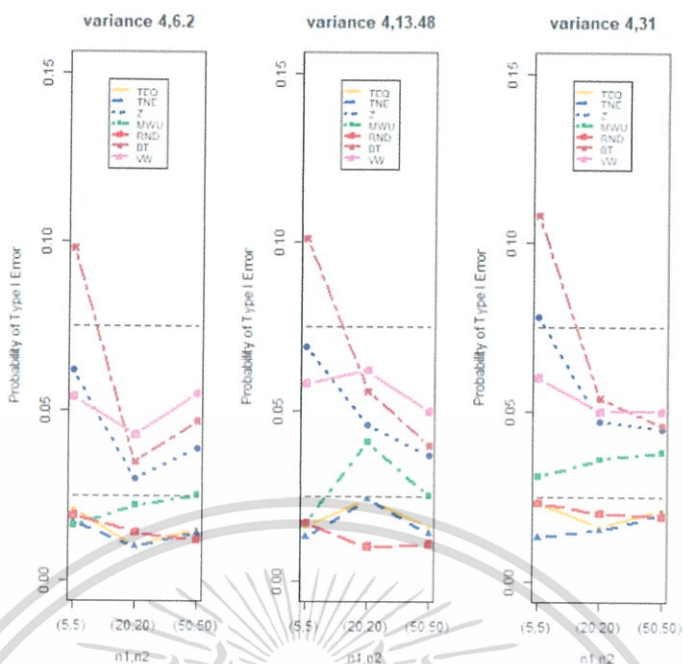 variance 4,6.2
variance 4,13.48
variance 4,31
Probability of Type I Error
0.15
0.10
0.05
0.00
TEQ
TNE
Z
MWU
RND
BT
VW
(5,5) (20,20) (50,50)
n1,n2
Probability of Type I Error
0.15
0.10
0.05
0.00
TEQ
TNE
Z
MWU
RND
BT
VW
(5,5) (20,20) (50,50)
n1,n2
Probability of Type I Error
0.15
0.10
0.05
0.00
TEQ
TNE
Z
MWU
RND
BT
VW
(5,5) (20,20) (50,50)
n1,n2